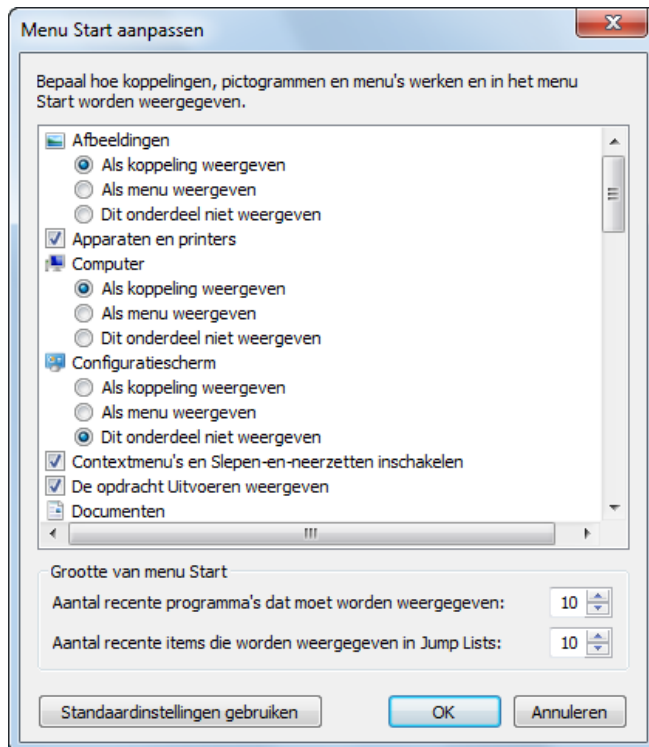 Menu Start aanpassen
Bepaal hoe koppelingen, pictogrammen en menu's werken en in het menu
Start worden weergegeven.
Afbeeldingen
Als koppeling weergeven
Als menu weergeven
Dit onderdeel niet weergeven
Apparaten en printers
Computer
Als koppeling weergeven
Als menu weergeven
Dit onderdeel niet weergeven
Configuratiescherm
Als koppeling weergeven
Als menu weergeven
Dit onderdeel niet weergeven
Contextmenu's en Slepen-en-neerzetten inschakelen
De opdracht Uitvoeren weergeven
Documenten
Grootte van menu Start
Aantal recente programma's dat moet worden weergegeven: 10
Aantal recente items die worden weergegeven in Jump Lists: 10
Standaardinstellingen gebruiken OK Annuleren